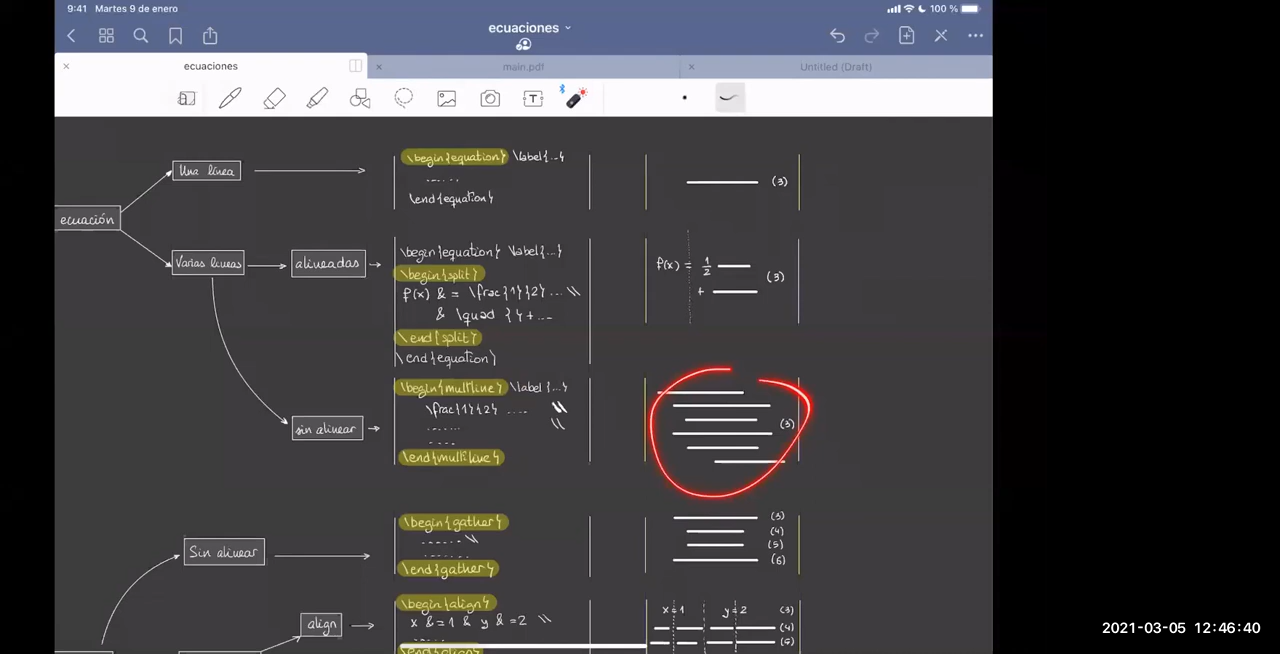 9:41 Martes 9 de enero
100 %
ecuaciones
ecuaciones
main.pdf
Untitled (Draft)
T
ecuación
Una línea
\begin{equation} \label{...}
.....
\end{equation}
(3)
Varias líneas
alineadas
\begin{equation} \label{...}
\begin{split}
f(x) & = \frac{1}{2} ... \\
& \quad {}+ ...
\end{split}
\end{equation}
f(x) = 1/2
+
(3)
sin alinear
\begin{multline} \label{...}
\frac{1}{2} .... \\
...... \\
....
\end{multline}
(3)
Sin alinear
\begin{gather}
....... \\
.......
\end{gather}
(3)
(4)
(5)
(6)
align
\begin{align}
x & = 1 & y & = 2 \\
......
\end{align}
x = 1 y = 2 (3)
(4)
(5)
2021-03-05 12:46:40